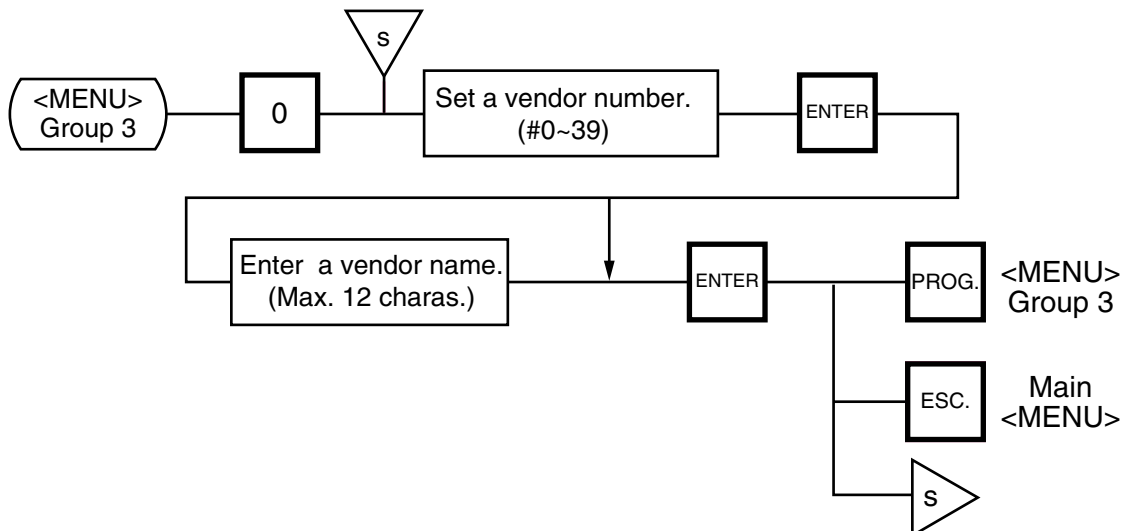 s
<MENU>
Group 3
0
Set a vendor number.
(#0~39)
ENTER
Enter a vendor name.
(Max. 12 charas.)
ENTER
PROG.
<MENU>
Group 3
ESC.
Main
<MENU>
s